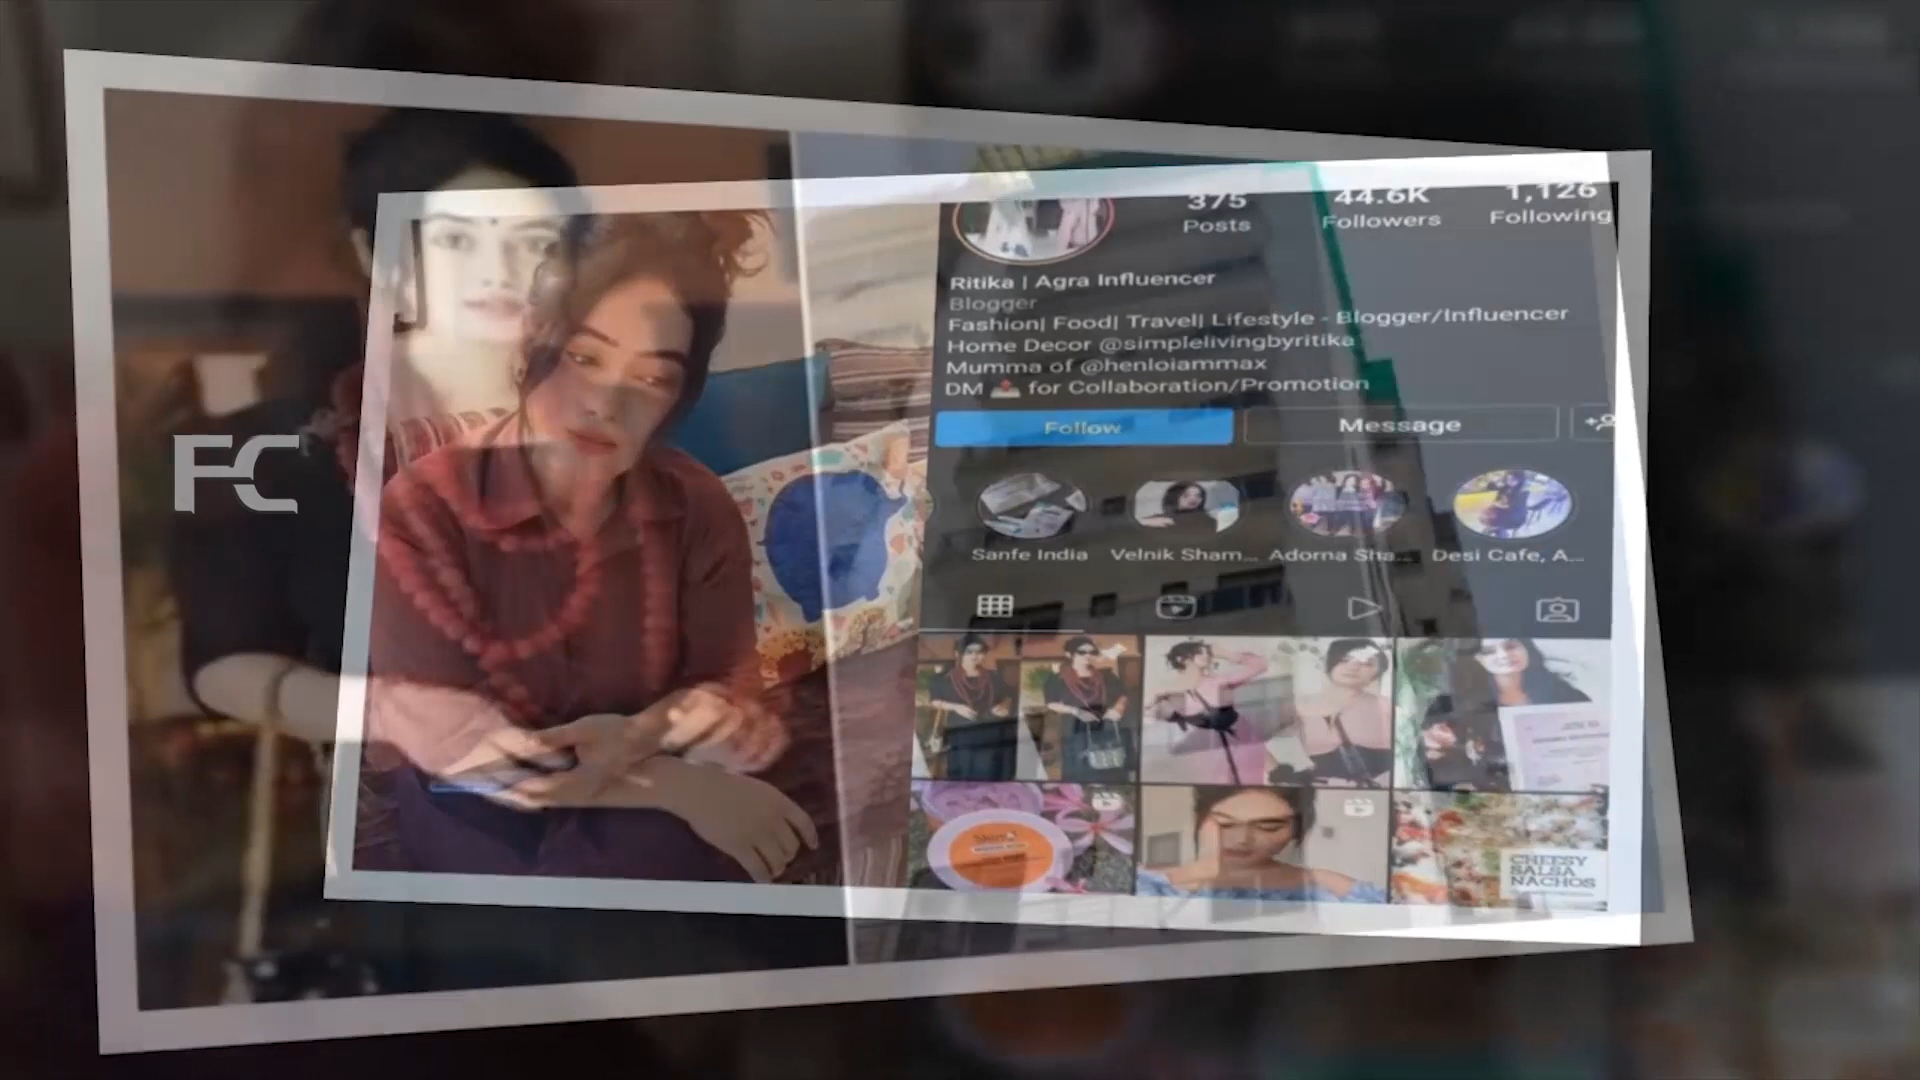 FC
375
44.6K
1,126
Posts
Followers
Following
Ritika | Agra Influencer
Blogger
Fashion| Food| Travel| Lifestyle - Blogger/Influencer
Home Decor @simplelivingbyritika
Mumma of @henloiammax
DM for Collaboration/Promotion
Follow
Message
Sanfe India
Velnik Sham...
Adorna Sha...
Desi Cafe, A...
CHEESY
SALSA
NACHOS